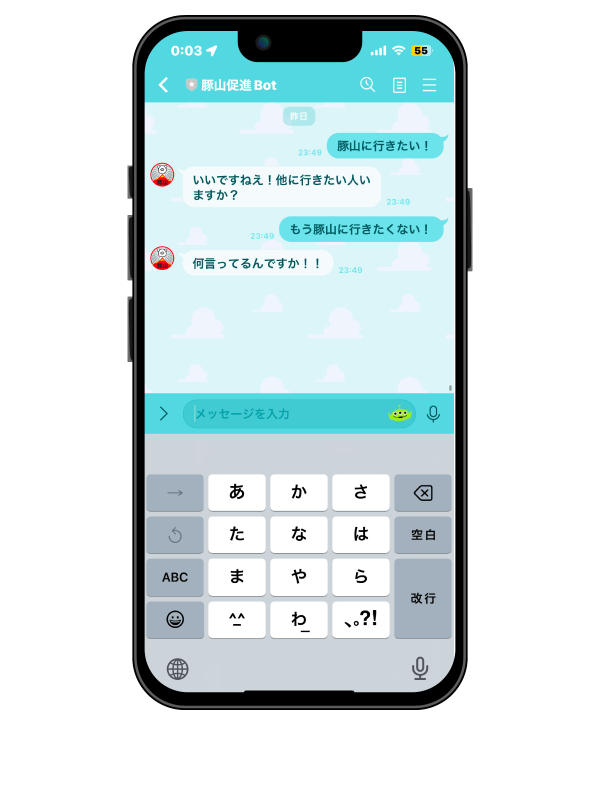 0:03
55
豚山促進Bot
昨日
23:49 豚山に行きたい！
いいですねえ！他に行きたい人い
ますか？
23:49
23:49 もう豚山に行きたくない！
何言ってるんですか！！ 23:49
メッセージを入力
→ あ か さ
た な は 空白
ABC ま や ら
改行
^_^ わ_ 、。?!